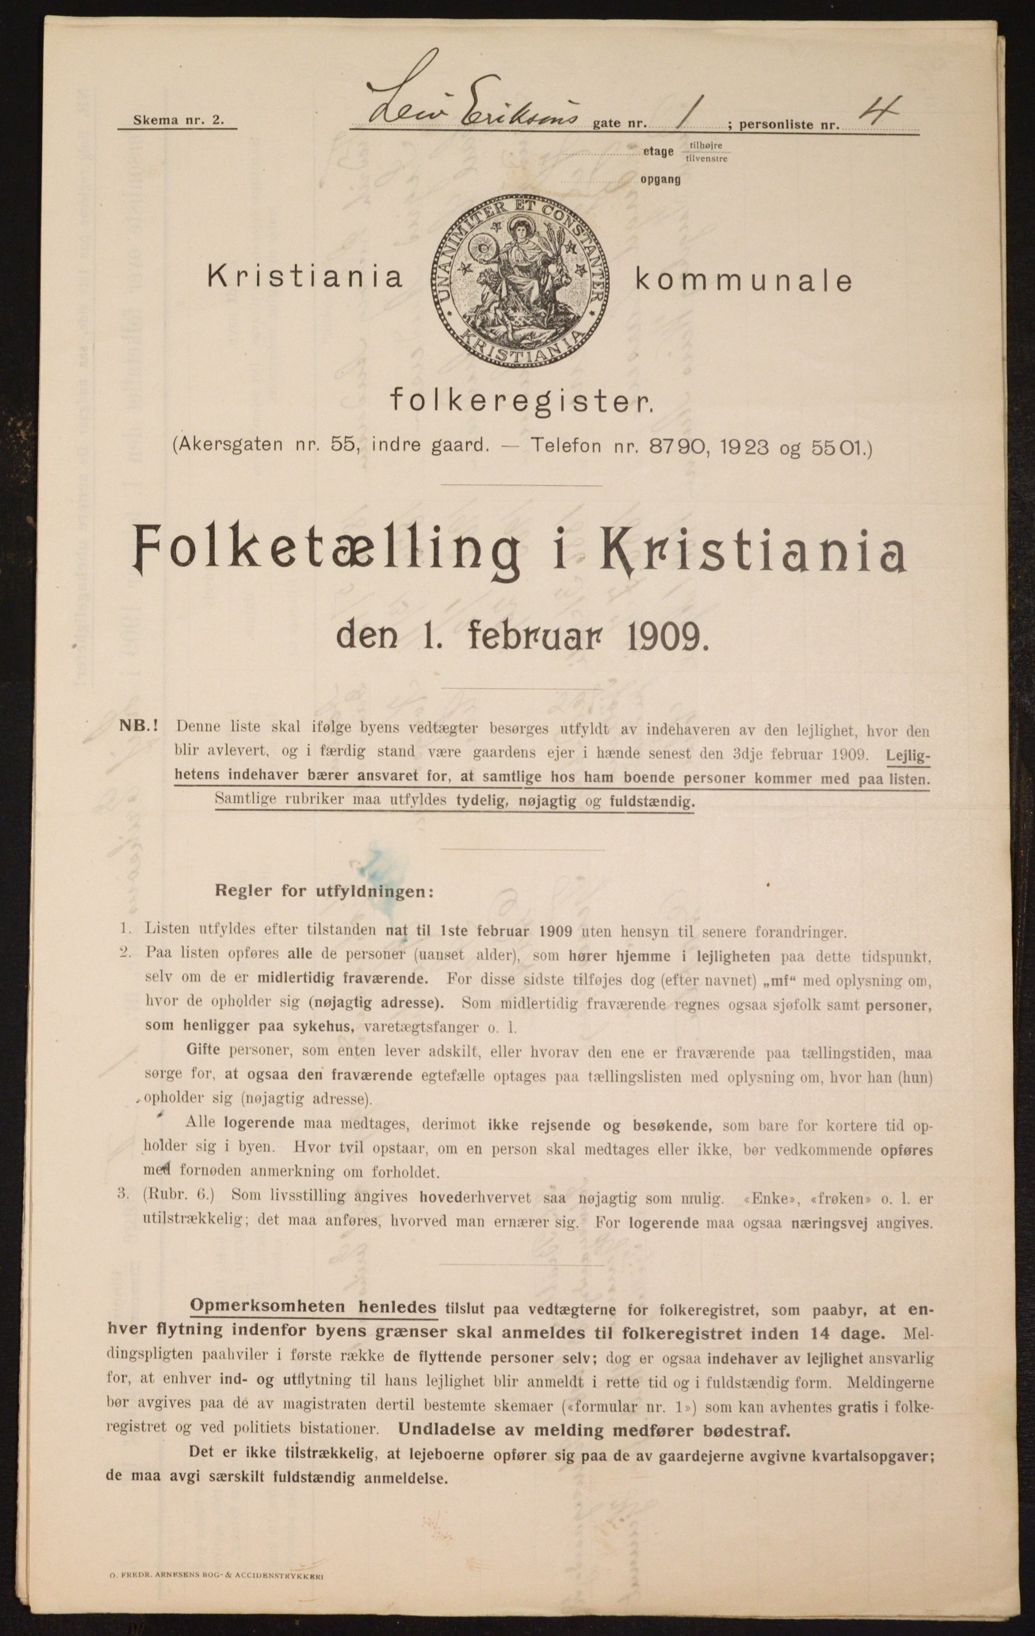 Skema nr. 2.
Leiv Eriksons gate nr. 1 ; personliste nr. 4
etage tilhøjre
tilvenstre
opgang
UNANIMITER ET CONSTANTER
KRISTIANIA
Kristiania kommunale
folkeregister.
(Akersgaten nr. 55, indre gaard. — Telefon nr. 8790, 1923 og 5501.)
Folketælling i Kristiania
den 1. februar 1909.
NB.! Denne liste skal ifølge byens vedtægter besørges utfyldt av indehaveren av den lejlighet, hvor den
blir avlevert, og i færdig stand være gaardens ejer i hænde senest den 3dje februar 1909. Lejlig-
hetens indehaver bærer ansvaret for, at samtlige hos ham boende personer kommer med paa listen.
Samtlige rubriker maa utfyldes tydelig, nøjagtig og fuldstændig.
Regler for utfyldningen:
1. Listen utfyldes efter tilstanden nat til 1ste februar 1909 uten hensyn til senere forandringer.
2. Paa listen opføres alle de personer (uanset alder), som hører hjemme i lejligheten paa dette tidspunkt,
selv om de er midlertidig fraværende. For disse sidste tilføjes dog (efter navnet) „mf“ med oplysning om,
hvor de opholder sig (nøjagtig adresse). Som midlertidig fraværende regnes ogsaa sjøfolk samt personer,
som henligger paa sykehus, varetægtsfanger o. l.
Gifte personer, som enten lever adskilt, eller hvorav den ene er fraværende paa tællingstiden, maa
sørge for, at ogsaa den fraværende egtefælle optages paa tællingslisten med oplysning om, hvor han (hun)
opholder sig (nøjagtig adresse).
Alle logerende maa medtages, derimot ikke rejsende og besøkende, som bare for kortere tid op-
holder sig i byen. Hvor tvil opstaar, om en person skal medtages eller ikke, bør vedkommende opføres
med fornøden anmerkning om forholdet.
3. (Rubr. 6.) Som livsstilling angives hovederhvervet saa nøjagtig som mulig. «Enke», «frøken» o. l. er
utilstrækkelig; det maa anføres, hvorved man ernærer sig. For logerende maa ogsaa næringsvej angives.
Opmerksomheten henledes tilslut paa vedtægterne for folkeregistret, som paabyr, at en-
hver flytning indenfor byens grænser skal anmeldes til folkeregistret inden 14 dage. Mel-
dingspligten paahviler i første række de flyttende personer selv; dog er ogsaa indehaver av lejlighet ansvarlig
for, at enhver ind- og utflytning til hans lejlighet blir anmeldt i rette tid og i fuldstændig form. Meldingerne
bør avgives paa de av magistraten dertil bestemte skemaer («formular nr. 1») som kan avhentes gratis i folke-
registret og ved politiets bistationer. Undladelse av melding medfører bødestraf.
Det er ikke tilstrækkelig, at lejeboerne opfører sig paa de av gaardejerne avgivne kvartalsopgaver;
de maa avgi særskilt fuldstændig anmeldelse.
O. FREDR. ARNESENS BOG- & ACCIDENSTRYKKERI